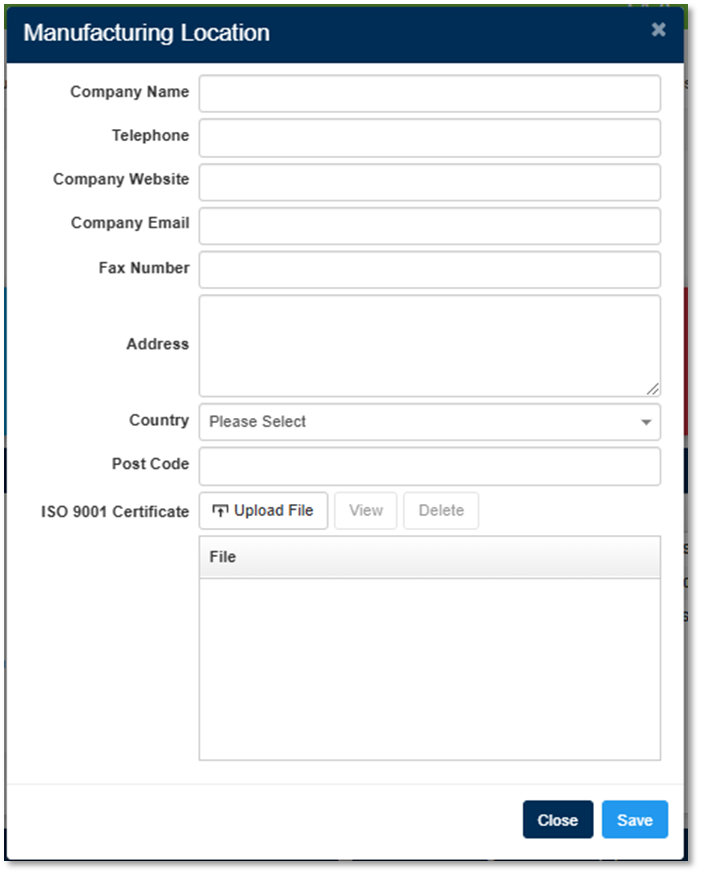 Manufacturing Location
Company Name
Telephone
Company Website
Company Email
Fax Number
Address
Country Please Select
Post Code
ISO 9001 Certificate Upload File View Delete
File
Close Save